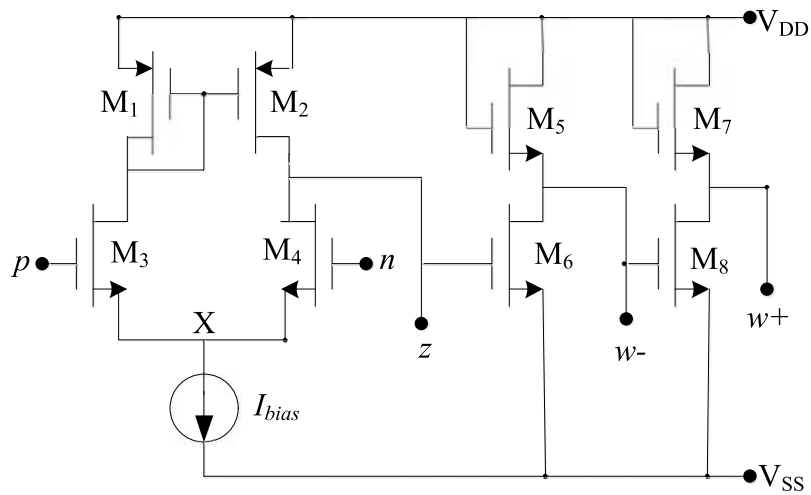 V_DD
M_1
M_2
M_5
M_7
p
M_3
M_4
n
M_6
M_8
X
z
w-
w+
I_bias
V_SS